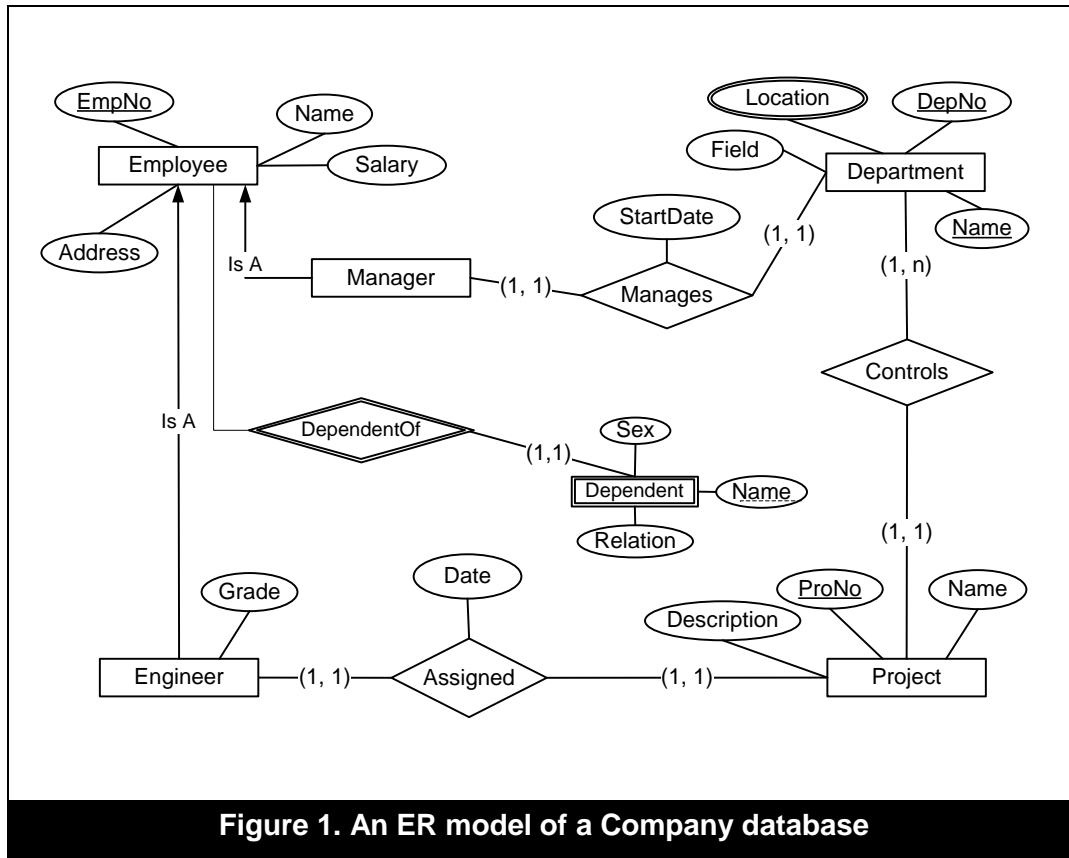 Location
EmpNo
DepNo
Name
Field
Employee
Salary
Department
StartDate
Address
Name
(1, 1)
Is A
Manager
(1, 1)
Manages
(1, n)
Controls
Is A
DependentOf
Sex
(1,1)
Dependent
Name
Relation
(1, 1)
Date
Grade
ProNo
Name
Description
Engineer
(1, 1)
Assigned
(1, 1)
Project
Figure 1. An ER model of a Company database